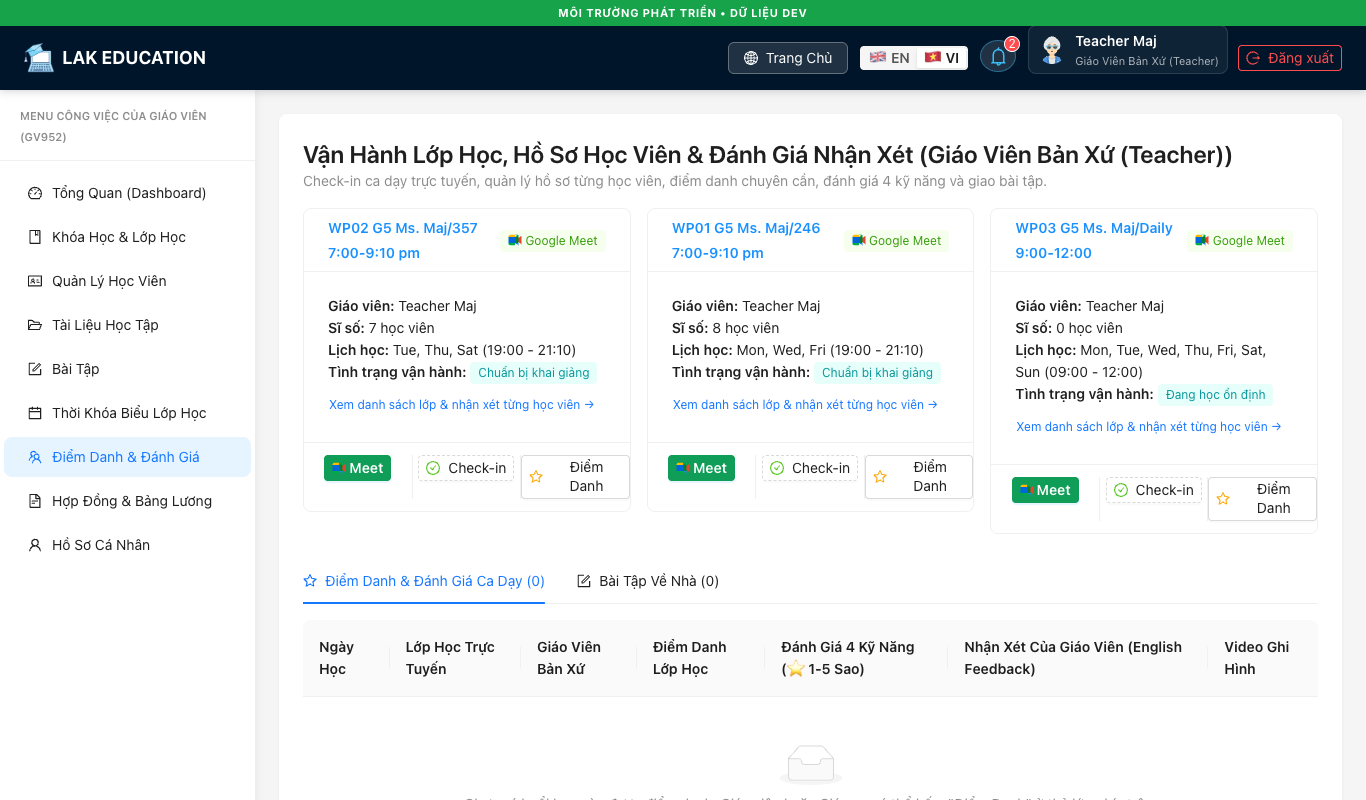 MÔI TRƯỜNG PHÁT TRIỂN • DỮ LIỆU DEV
LAK EDUCATION
Trang Chủ
EN
VI
2
Teacher Maj
Giáo Viên Bản Xứ (Teacher)
Đăng xuất
MENU CÔNG VIỆC CỦA GIÁO VIÊN
(GV952)
Tổng Quan (Dashboard)
Khóa Học & Lớp Học
Quản Lý Học Viên
Tài Liệu Học Tập
Bài Tập
Thời Khóa Biểu Lớp Học
Điểm Danh & Đánh Giá
Hợp Đồng & Bảng Lương
Hồ Sơ Cá Nhân
Vận Hành Lớp Học, Hồ Sơ Học Viên & Đánh Giá Nhận Xét (Giáo Viên Bản Xứ (Teacher))
Check-in ca dạy trực tuyến, quản lý hồ sơ từng học viên, điểm danh chuyên cần, đánh giá 4 kỹ năng và giao bài tập.
WP02 G5 Ms. Maj/357
7:00-9:10 pm
Google Meet
Giáo viên: Teacher Maj
Sĩ số: 7 học viên
Lịch học: Tue, Thu, Sat (19:00 - 21:10)
Tình trạng vận hành: Chuẩn bị khai giảng
Xem danh sách lớp & nhận xét từng học viên →
Meet
Check-in
Điểm
Danh
WP01 G5 Ms. Maj/246
7:00-9:10 pm
Google Meet
Giáo viên: Teacher Maj
Sĩ số: 8 học viên
Lịch học: Mon, Wed, Fri (19:00 - 21:10)
Tình trạng vận hành: Chuẩn bị khai giảng
Xem danh sách lớp & nhận xét từng học viên →
Meet
Check-in
Điểm
Danh
WP03 G5 Ms. Maj/Daily
9:00-12:00
Google Meet
Giáo viên: Teacher Maj
Sĩ số: 0 học viên
Lịch học: Mon, Tue, Wed, Thu, Fri, Sat,
Sun (09:00 - 12:00)
Tình trạng vận hành: Đang học ổn định
Xem danh sách lớp & nhận xét từng học viên →
Meet
Check-in
Điểm
Danh
Điểm Danh & Đánh Giá Ca Dạy (0)
Bài Tập Về Nhà (0)
Ngày
Học
Lớp Học Trực
Tuyến
Giáo Viên
Bản Xứ
Điểm Danh
Lớp Học
Đánh Giá 4 Kỹ Năng
(⭐ 1-5 Sao)
Nhận Xét Của Giáo Viên (English
Feedback)
Video Ghi
Hình